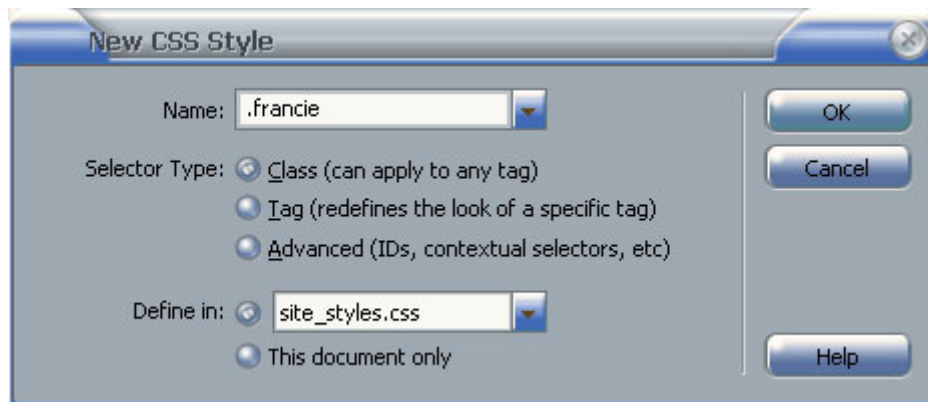 New CSS Style
Name: .francie
OK
Selector Type: Class (can apply to any tag)
Cancel
Tag (redefines the look of a specific tag)
Advanced (IDs, contextual selectors, etc)
Define in: site_styles.css
This document only
Help